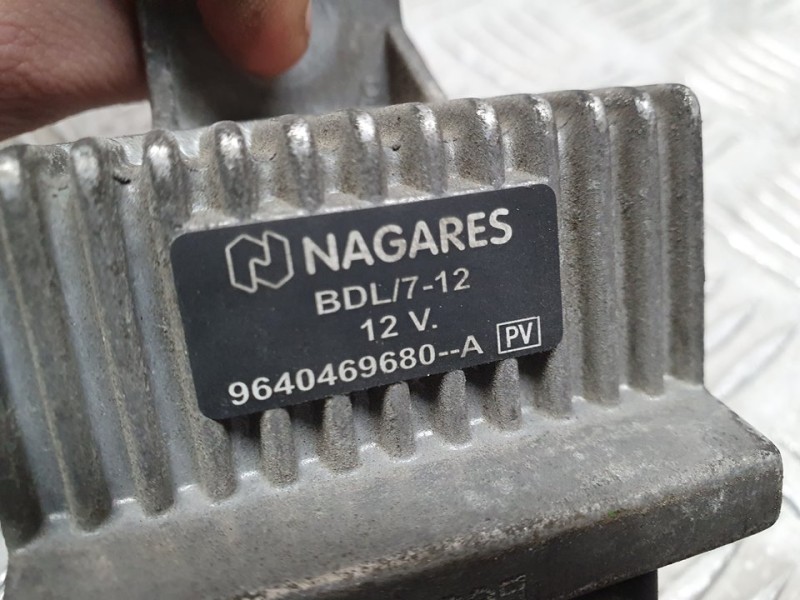 NAGARES
BDL/7-12
12 V.
9640469680--A PV